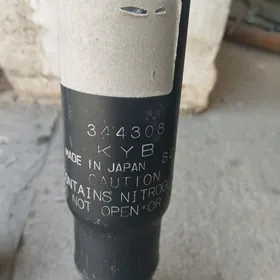 344308
KYB
MADE IN JAPAN
CAUTION
CONTAINS NITROG
NOT OPEN OR